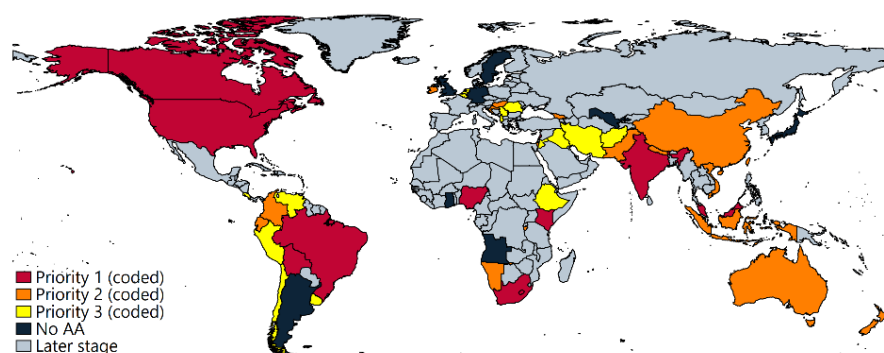 Priority 1 (coded)
Priority 2 (coded)
Priority 3 (coded)
No AA
Later stage